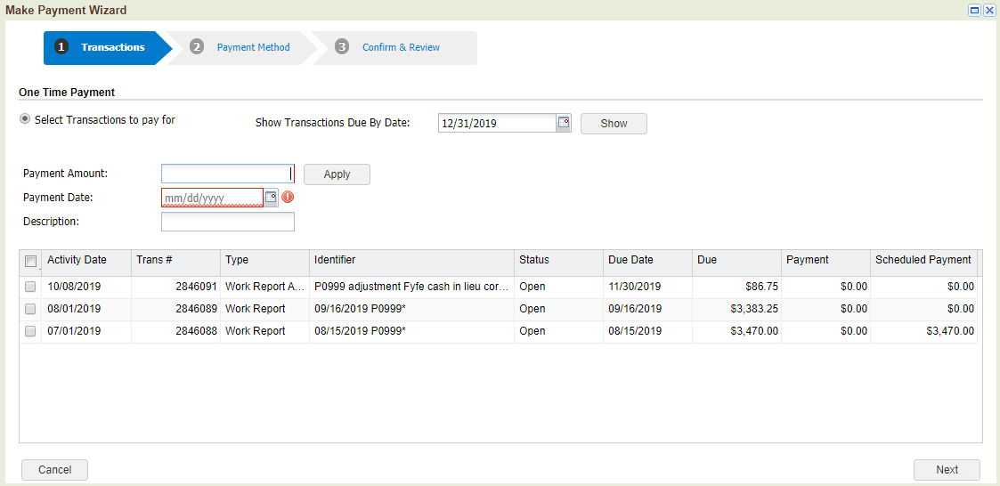 Make Payment Wizard
1 Transactions 2 Payment Method 3 Confirm & Review
One Time Payment
Select Transactions to pay for Show Transactions Due By Date: 12/31/2019 Show
Payment Amount: Apply
Payment Date: mm/dd/yyyy
Description:
Activity Date Trans # Type Identifier Status Due Date Due Payment Scheduled Payment
10/08/2019 2846091 Work Report A... P0999 adjustment Fyfe cash in lieu cor... Open 11/30/2019 $86.75 $0.00 $0.00
08/01/2019 2846089 Work Report 09/16/2019 P0999* Open 09/16/2019 $3,383.25 $0.00 $0.00
07/01/2019 2846088 Work Report 08/15/2019 P0999* Open 08/15/2019 $3,470.00 $0.00 $3,470.00
Cancel Next